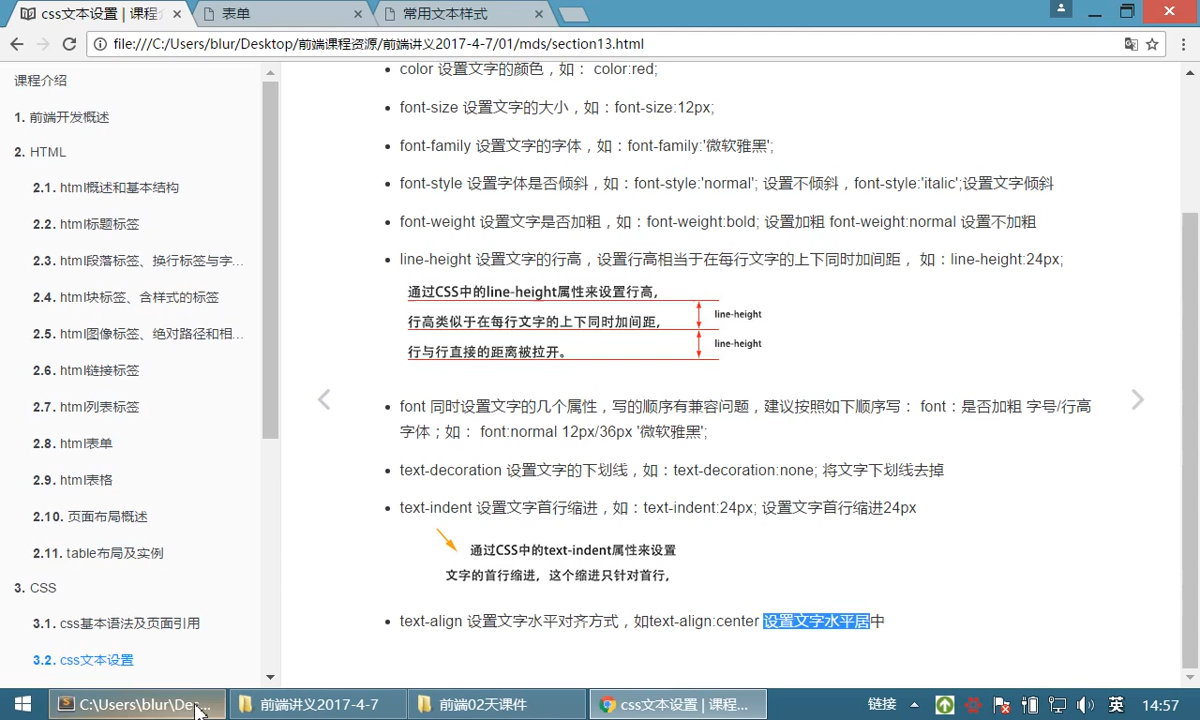 css文本设置 | 课程
表单
常用文本样式
file:///C:/Users/blur/Desktop/前端课程资源/前端讲义2017-4-7/01/mds/section13.html
课程介绍
1. 前端开发概述
2. HTML
2.1. html概述和基本结构
2.2. html标题标签
2.3. html段落标签、换行标签与字...
2.4. html块标签、含样式的标签
2.5. html图像标签、绝对路径和相...
2.6. html链接标签
2.7. html列表标签
2.8. html表单
2.9. html表格
2.10. 页面布局概述
2.11. table布局及实例
3. CSS
3.1. css基本语法及页面引用
3.2. css文本设置
color 设置文字的颜色，如： color:red;
font-size 设置文字的大小，如：font-size:12px;
font-family 设置文字的字体，如：font-family:'微软雅黑';
font-style 设置字体是否倾斜，如：font-style:'normal'; 设置不倾斜，font-style:'italic';设置文字倾斜
font-weight 设置文字是否加粗，如：font-weight:bold; 设置加粗 font-weight:normal 设置不加粗
line-height 设置文字的行高，设置行高相当于在每行文字的上下同时加间距， 如：line-height:24px;
通过CSS中的line-height属性来设置行高，
line-height
行高类似于在每行文字的上下同时加间距，
line-height
行与行直接的距离被拉开。
font 同时设置文字的几个属性，写的顺序有兼容问题，建议按照如下顺序写： font：是否加粗 字号/行高
字体；如： font:normal 12px/36px '微软雅黑';
text-decoration 设置文字的下划线，如：text-decoration:none; 将文字下划线去掉
text-indent 设置文字首行缩进，如：text-indent:24px; 设置文字首行缩进24px
通过CSS中的text-indent属性来设置
文字的首行缩进，这个缩进只针对首行，
text-align 设置文字水平对齐方式，如text-align:center 设置文字水平居中
C:\Users\blur\De...
前端讲义2017-4-7
前端02天课件
css文本设置 | 课程...
链接
英
14:57